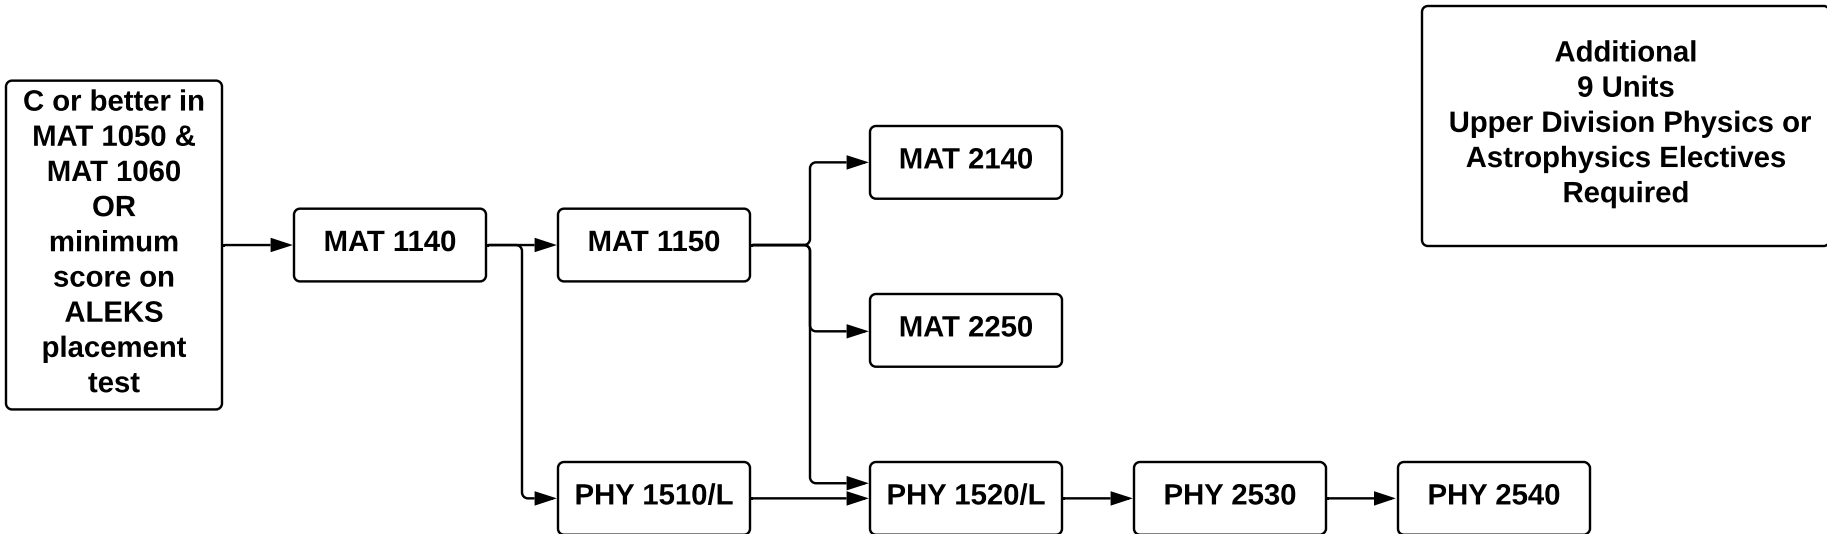 C or better in
MAT 1050 &
MAT 1060
OR
minimum
score on
ALEKS
placement
test
MAT 1140
MAT 1150
MAT 2140
MAT 2250
PHY 1510/L
PHY 1520/L
PHY 2530
PHY 2540
Additional
9 Units
Upper Division Physics or
Astrophysics Electives
Required